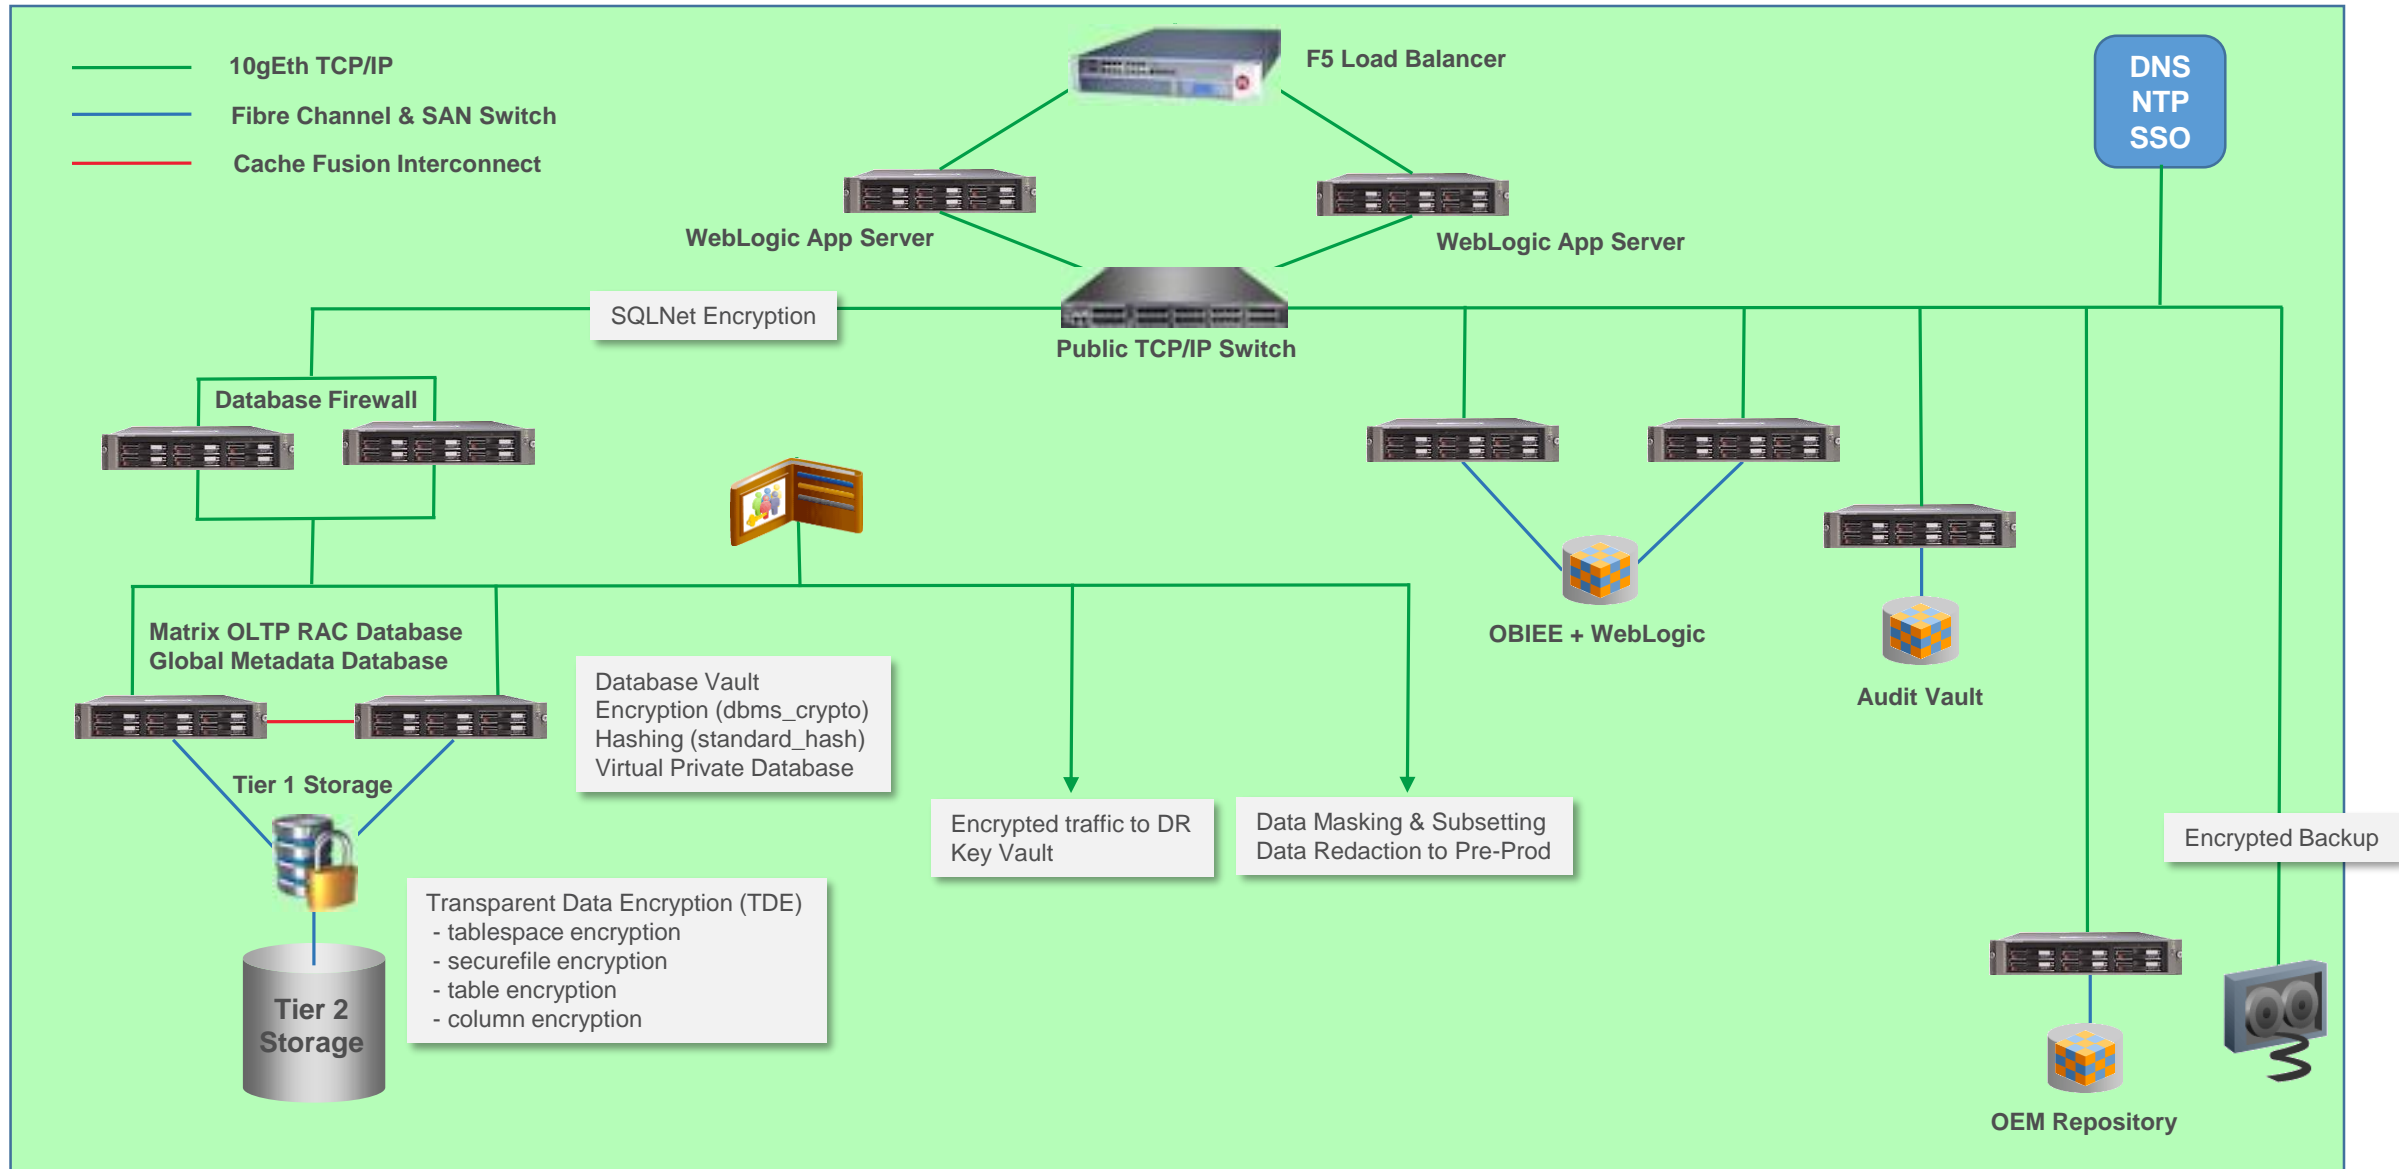 10gEth TCP/IP
Fibre Channel & SAN Switch
Cache Fusion Interconnect
F5 Load Balancer
DNS
NTP
SSO
WebLogic App Server
WebLogic App Server
SQLNet Encryption
Public TCP/IP Switch
Database Firewall
Matrix OLTP RAC Database
Global Metadata Database
OBIEE + WebLogic
Audit Vault
Database Vault
Encryption (dbms_crypto)
Hashing (standard_hash)
Virtual Private Database
Tier 1 Storage
Encrypted traffic to DR
Key Vault
Data Masking & Subsetting
Data Redaction to Pre-Prod
Encrypted Backup
Transparent Data Encryption (TDE)
- tablespace encryption
- securefile encryption
- table encryption
- column encryption
Tier 2
Storage
OEM Repository